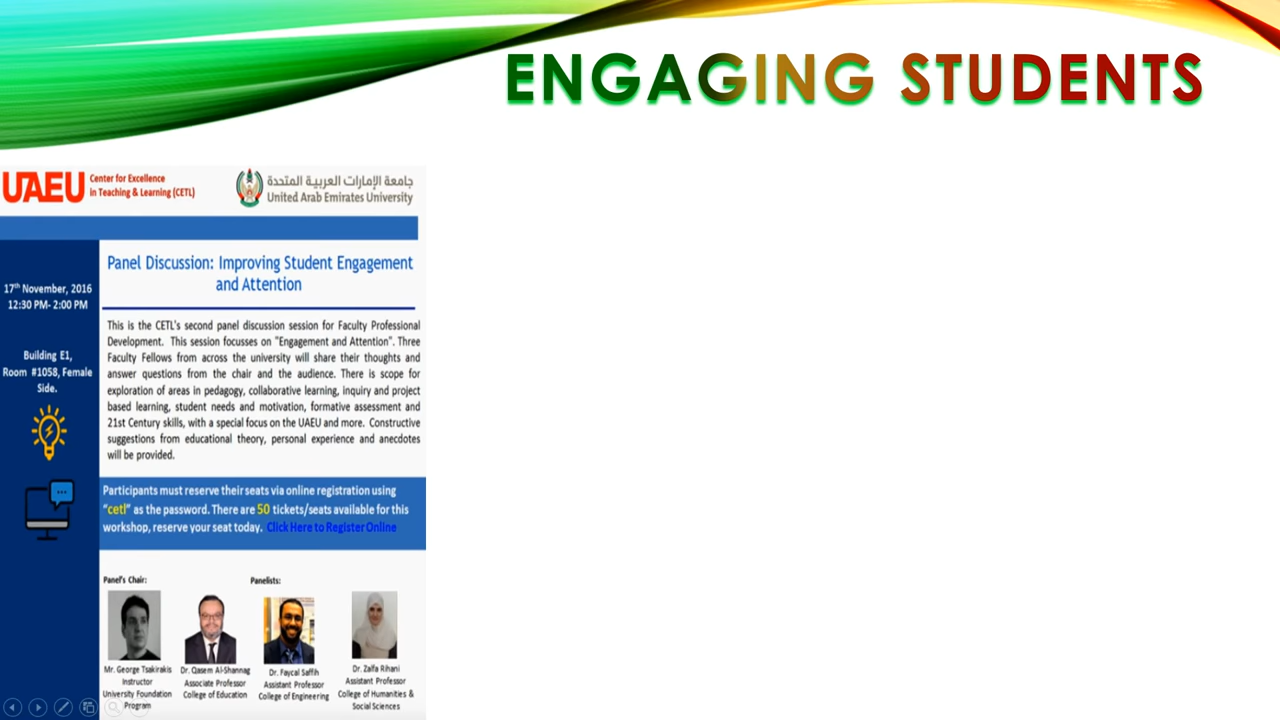 ENGAGING STUDENTS
UAEU
Center for Excellence
in Teaching & Learning (CETL)
جامعة الإمارات العربية المتحدة
United Arab Emirates University
Panel Discussion: Improving Student Engagement
and Attention
17th November, 2016
12:30 PM- 2:00 PM
Building E1,
Room #1058, Female
Side.
This is the CETL's second panel discussion session for Faculty Professional
Development. This session focusses on "Engagement and Attention". Three
Faculty Fellows from across the university will share their thoughts and
answer questions from the chair and the audience. There is scope for
exploration of areas in pedagogy, collaborative learning, inquiry and project
based learning, student needs and motivation, formative assessment and
21st Century skills, with a special focus on the UAEU and more. Constructive
suggestions from educational theory, personal experience and anecdotes
will be provided.
Participants must reserve their seats via online registration using
"cetl" as the password. There are 50 tickets/seats available for this
workshop, reserve your seat today. Click Here to Register Online
Panel's Chair:
Panelists:
Mr. George Tsakirakis
Instructor
University Foundation
Program
Dr. Qasem Al-Shannag
Associate Professor
College of Education
Dr. Faycal Saffih
Assistant Professor
College of Engineering
Dr. Zalfa Rihani
Assistant Professor
College of Humanities &
Social Sciences